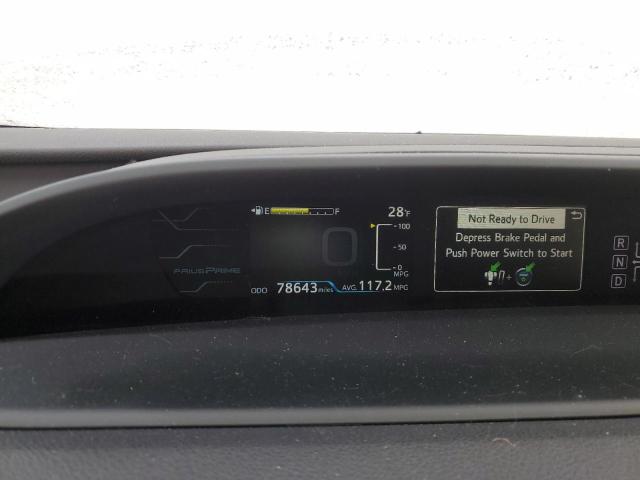 E F
28°F
100
50
0
MPG
0
PRIUS PRIME
ODO 78643 miles AVG. 117.2 MPG
Not Ready to Drive
Depress Brake Pedal and
Push Power Switch to Start
+
R
N
D